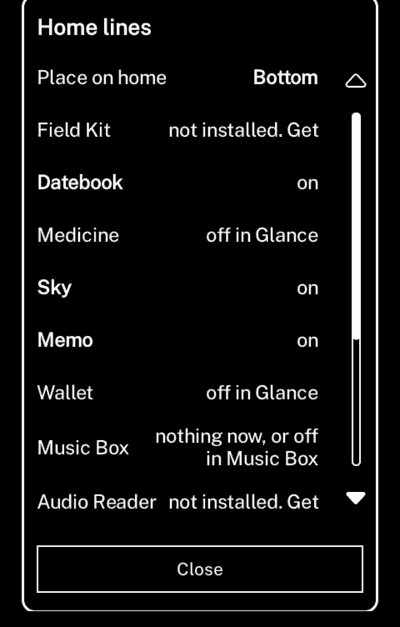 Home lines
Place on home Bottom
Field Kit not installed. Get
Datebook on
Medicine off in Glance
Sky on
Memo on
Wallet off in Glance
Music Box nothing now, or off
in Music Box
Audio Reader not installed. Get
Close